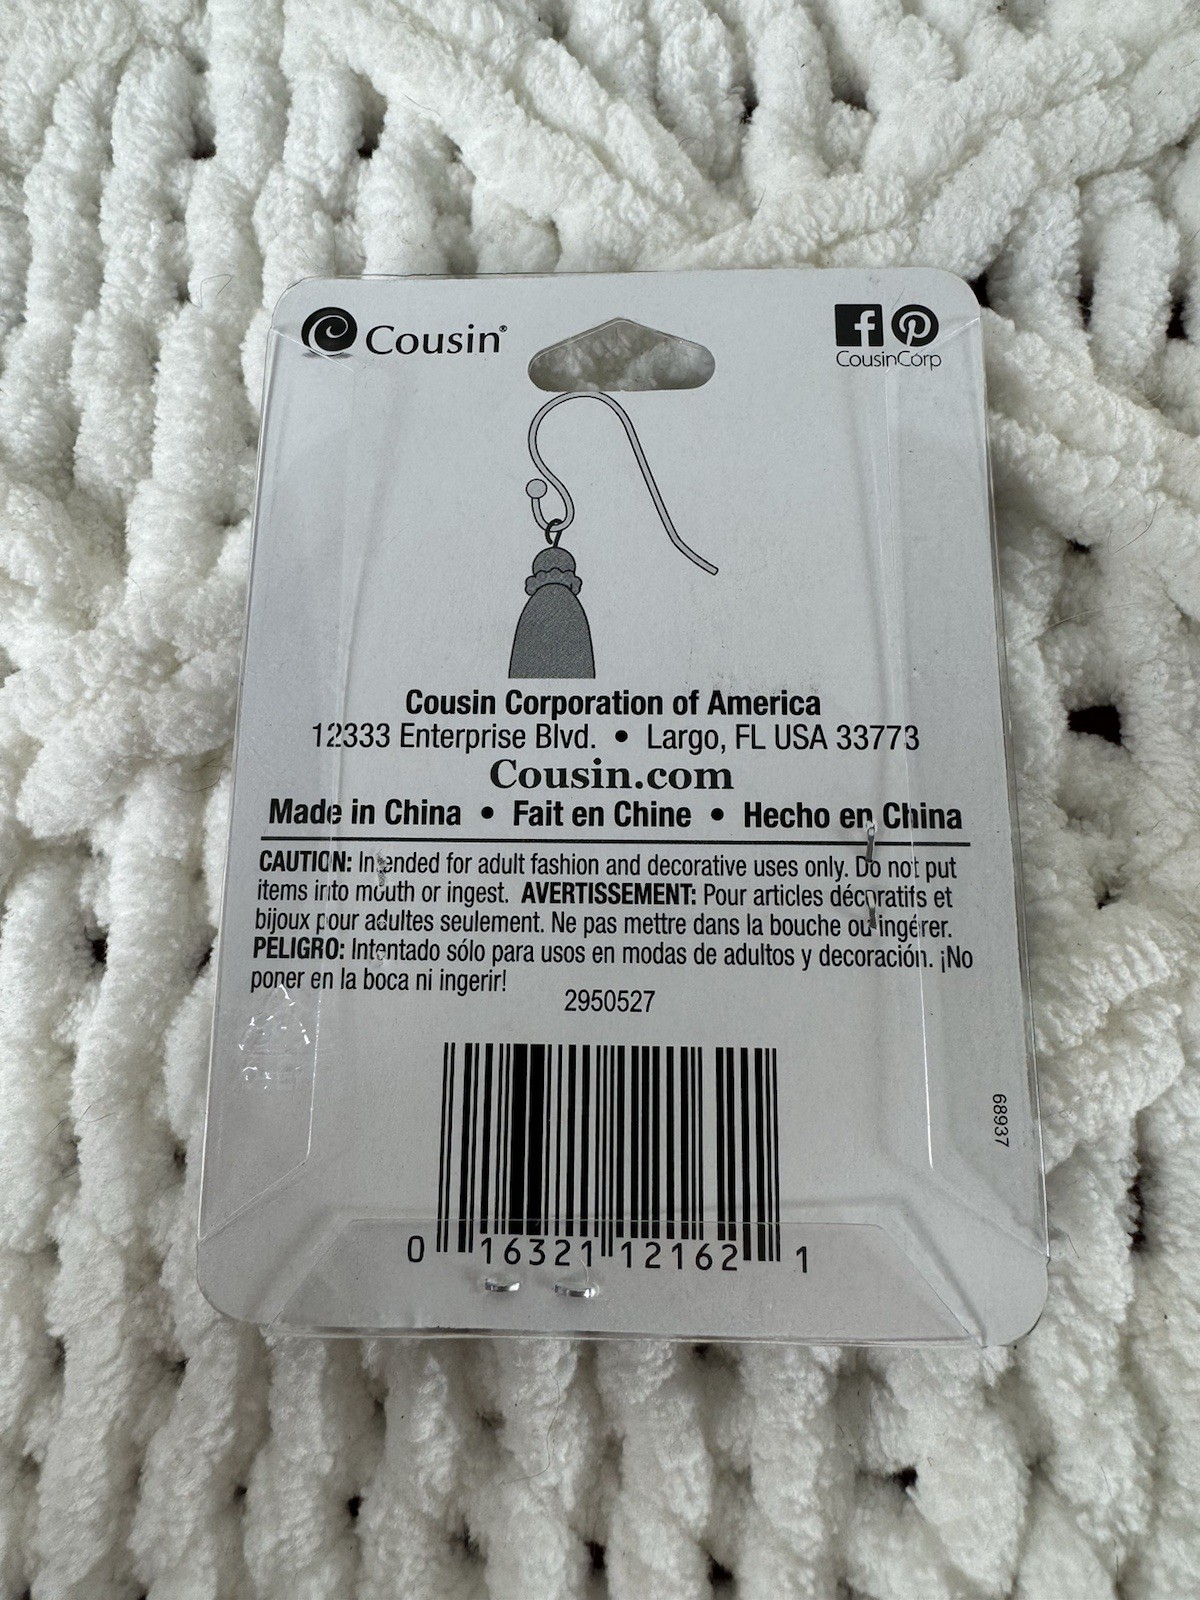 Cousin®
CousinCorp
Cousin Corporation of America
12333 Enterprise Blvd. • Largo, FL USA 33773
Cousin.com
Made in China • Fait en Chine • Hecho en China
CAUTION: Intended for adult fashion and decorative uses only. Do not put
items into mouth or ingest. AVERTISSEMENT: Pour articles décoratifs et
bijoux pour adultes seulement. Ne pas mettre dans la bouche ou ingérer.
PELIGRO: Intentado sólo para usos en modas de adultos y decoración. ¡No
poner en la boca ni ingerir!
2950527
68937
0 16321 12162 1